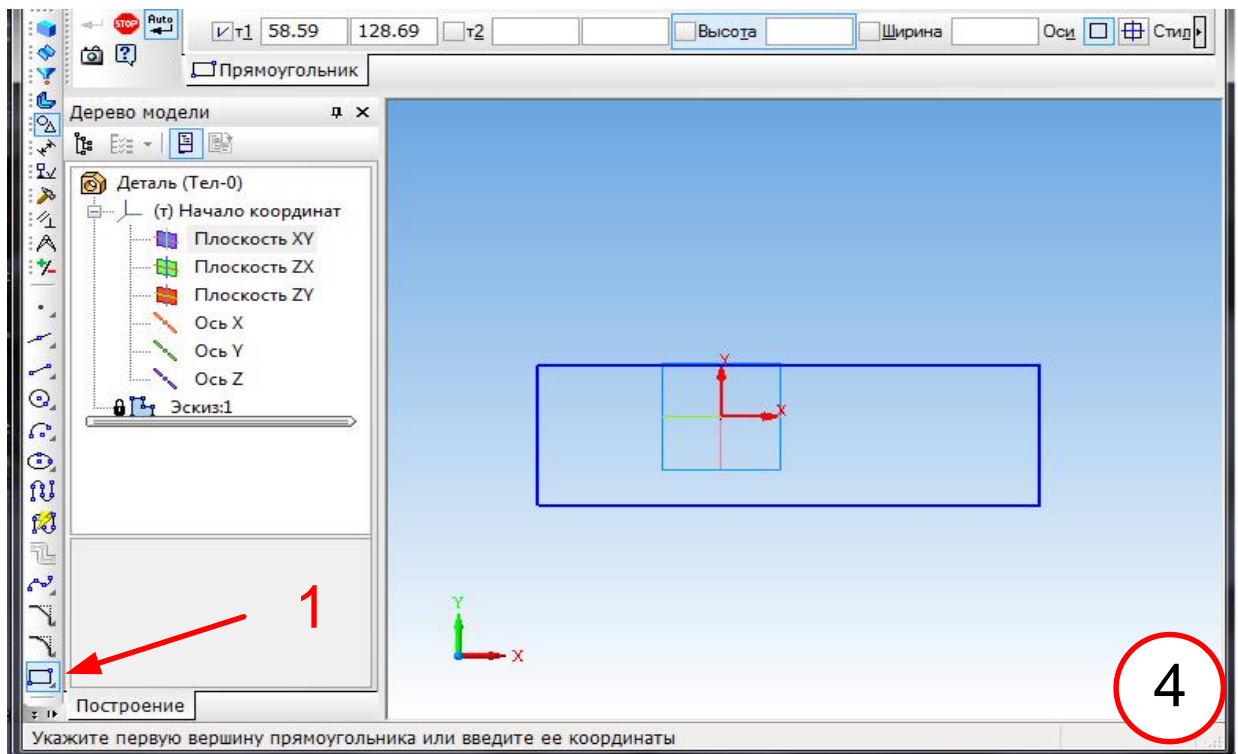 STOP Auto т1 58.59 128.69 т2 Высота Ширина Оси Стил
Прямоугольник
Дерево модели
Деталь (Тел-0)
(т) Начало координат
Плоскость XY
Плоскость ZX
Плоскость ZY
Ось X
Ось Y
Ось Z
Эскиз:1
Y
X
1
Y
X
4
Построение
Укажите первую вершину прямоугольника или введите ее координаты